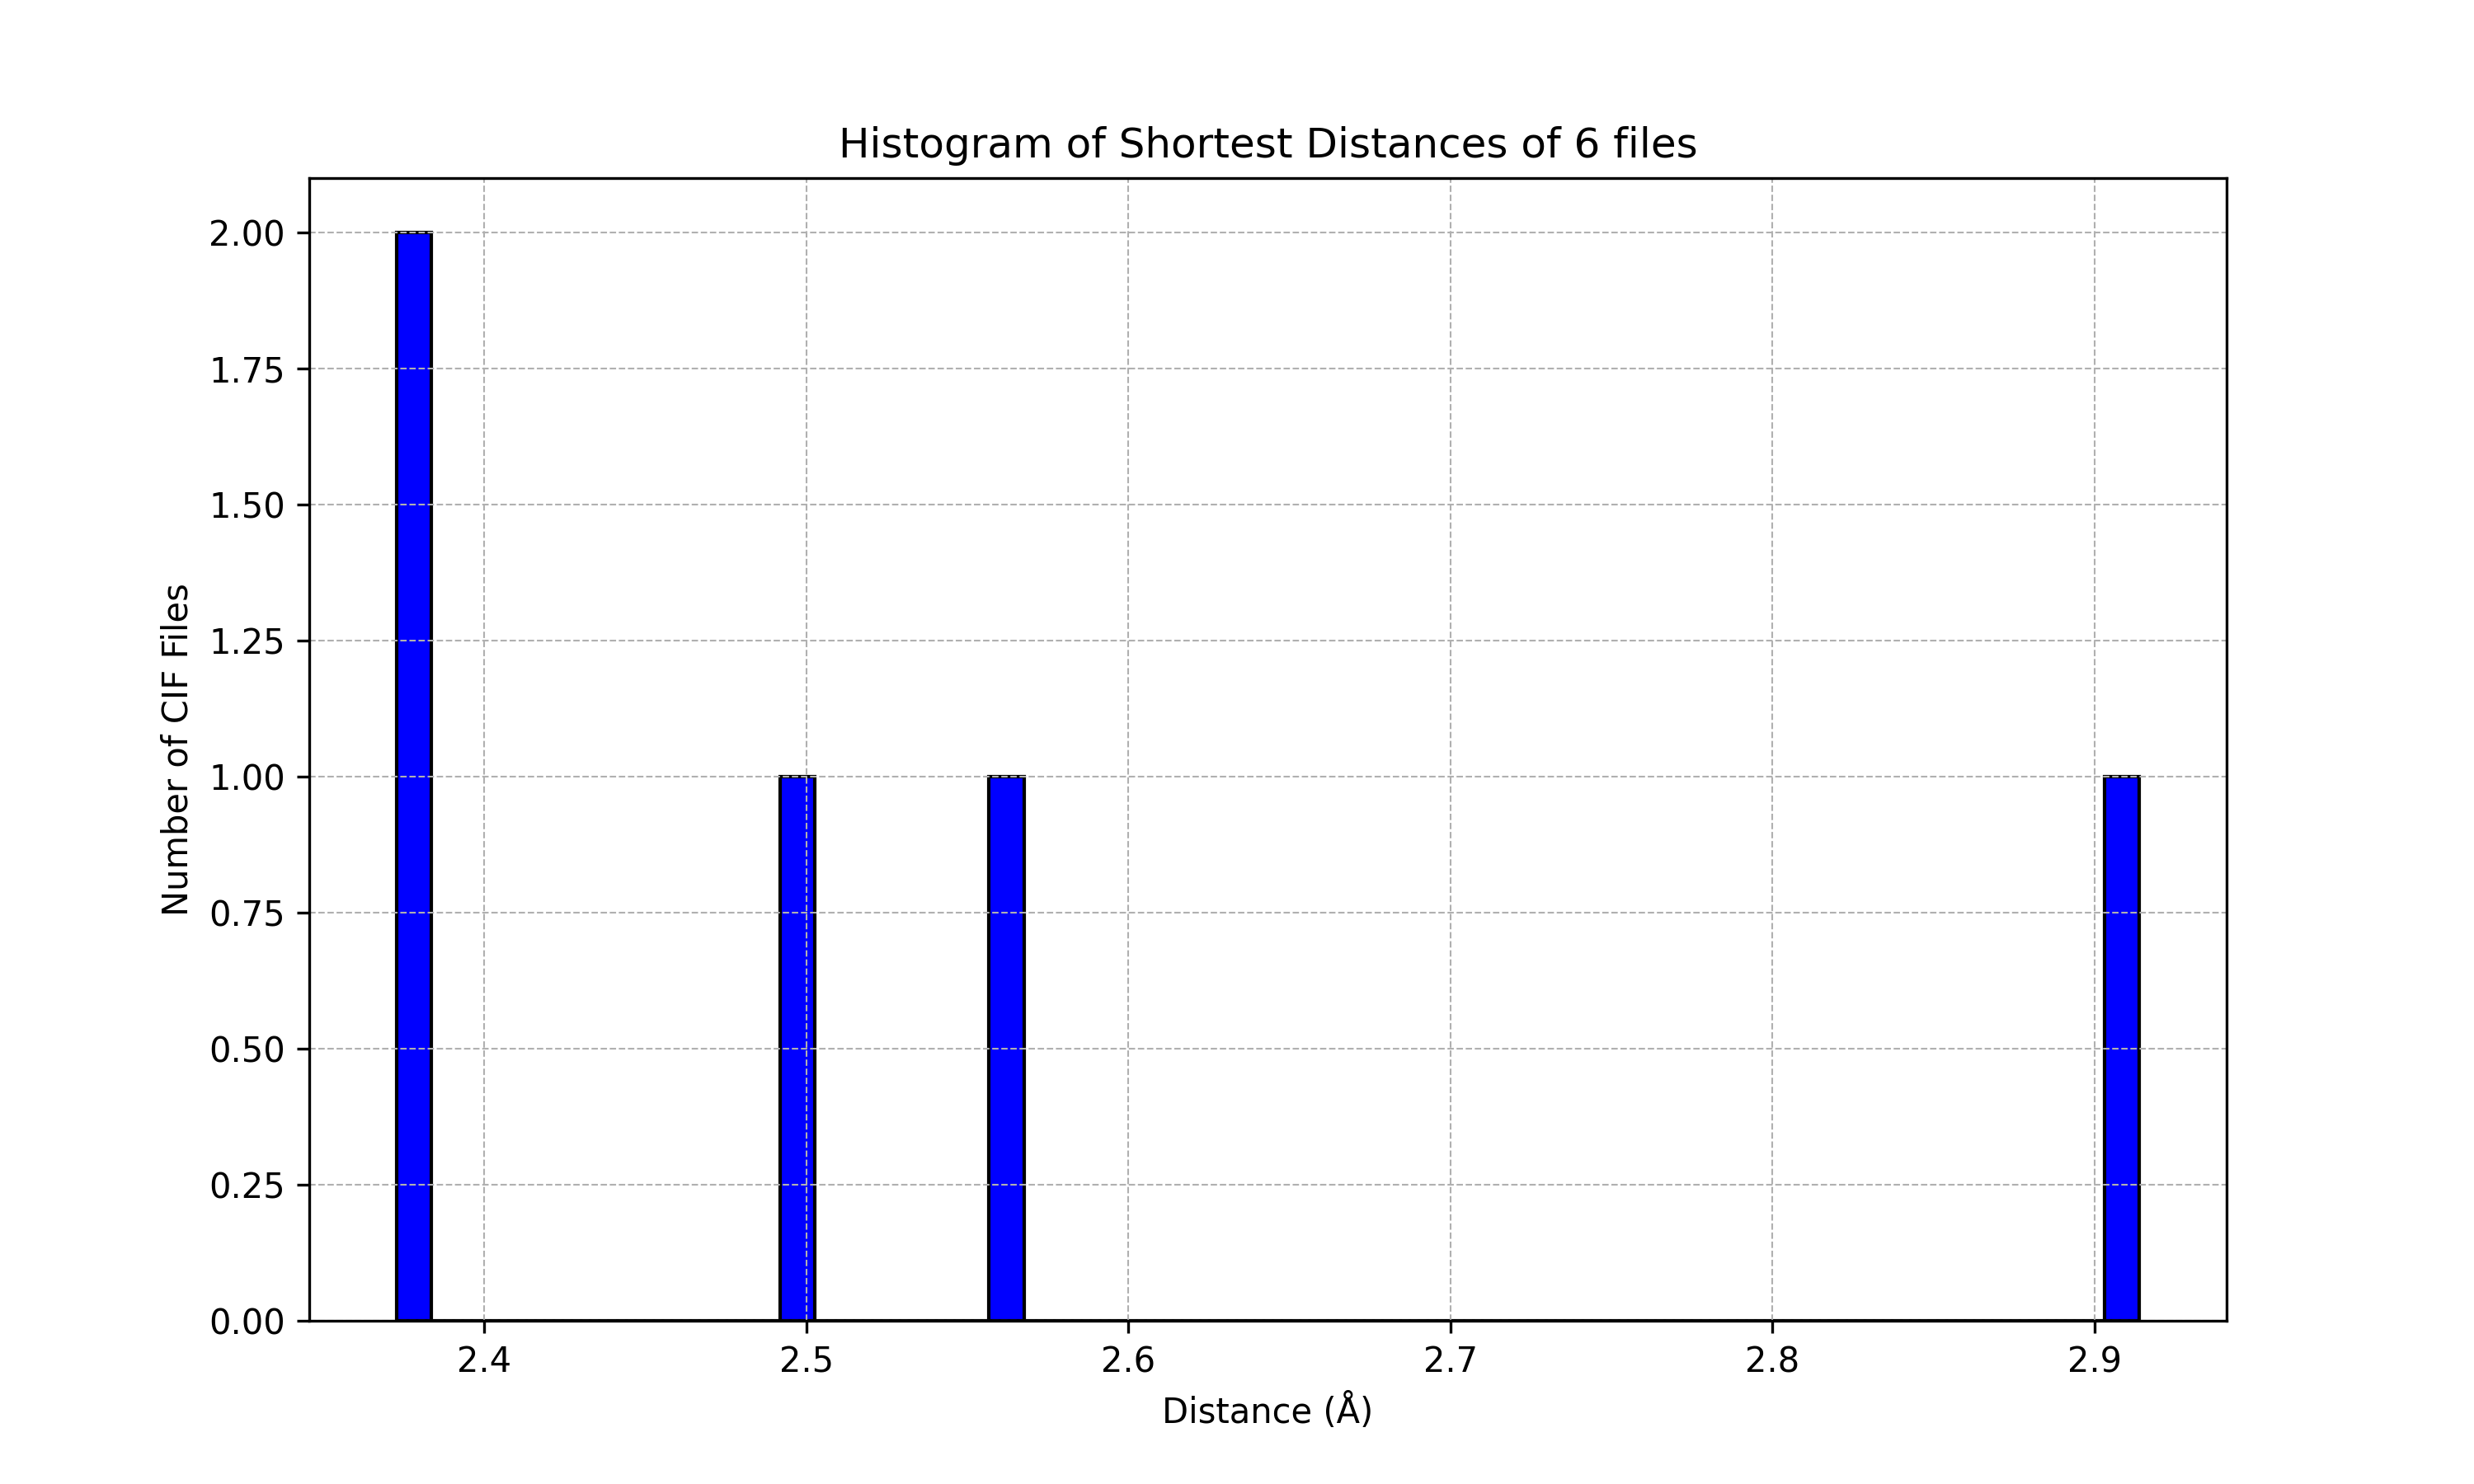 Histogram of Shortest Distances of 6 files
2.00
1.75
1.50
1.25
1.00
0.75
0.50
0.25
0.00
Number of CIF Files
2.4 2.5 2.6 2.7 2.8 2.9
Distance (Å)